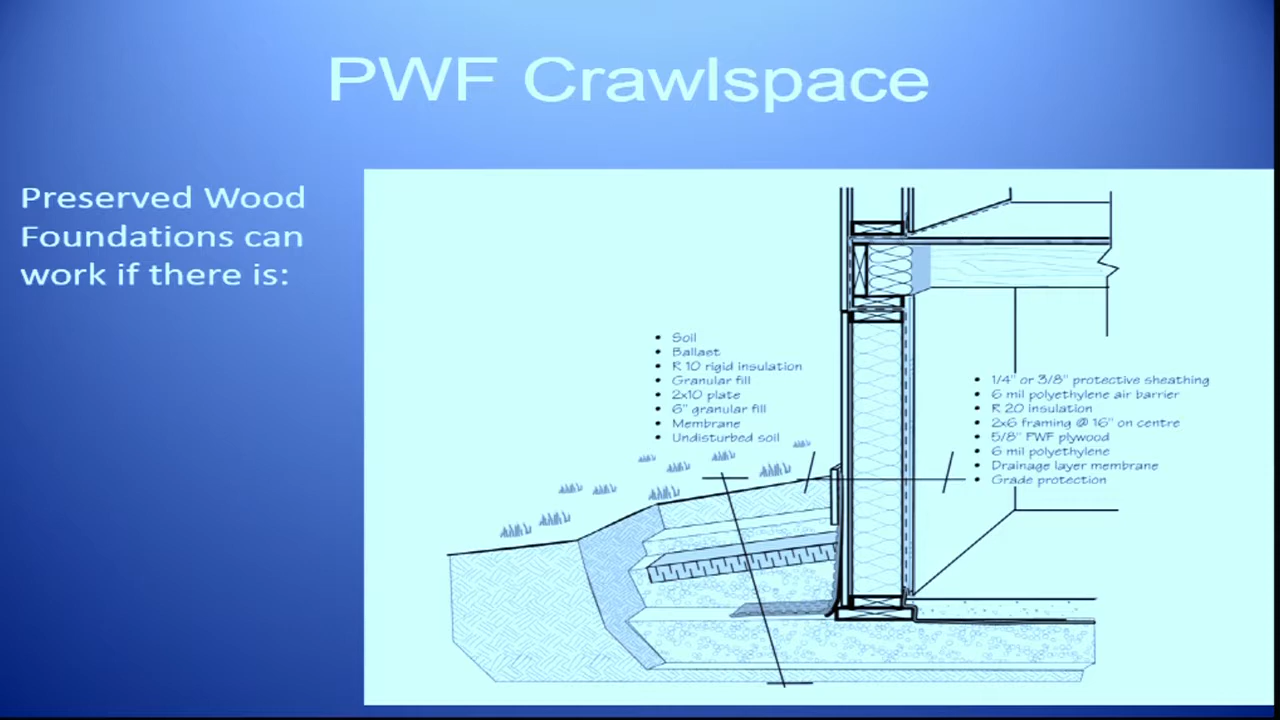 PWF Crawlspace
Preserved Wood
Foundations can
work if there is:
• Soil
• Ballast
• R 10 rigid insulation
• Granular fill
• 2x10 plate
• 6" granular fill
• Membrane
• Undisturbed soil
• 1/4" or 3/8" protective sheathing
• 6 mil polyethylene air barrier
• R 20 insulation
• 2x6 framing @ 16" on centre
• 5/8" PWF plywood
• 6 mil polyethylene
• Drainage layer membrane
• Grade protection